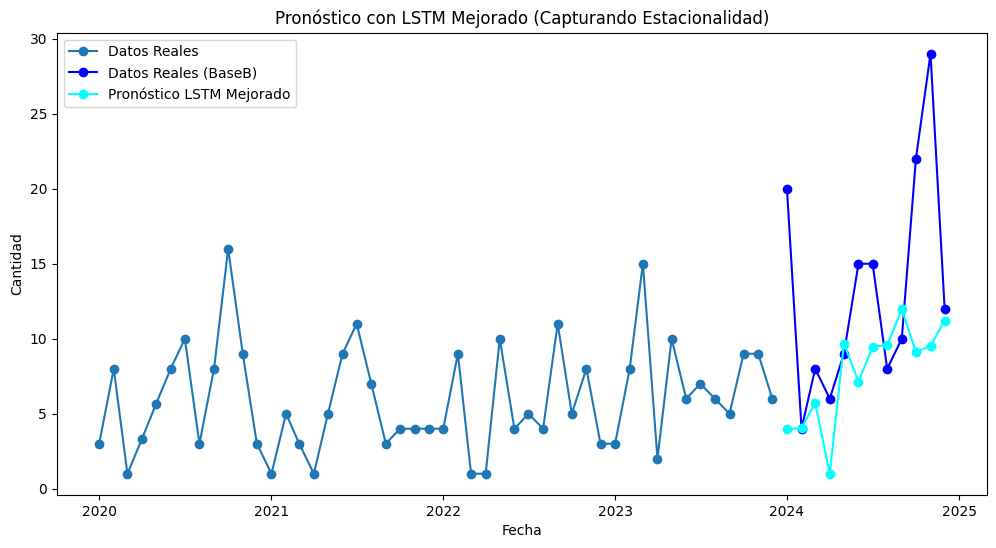 Pronóstico con LSTM Mejorado (Capturando Estacionalidad)
Datos Reales
Datos Reales (BaseB)
Pronóstico LSTM Mejorado
Cantidad
30
25
20
15
10
5
0
2020 2021 2022 2023 2024 2025
Fecha